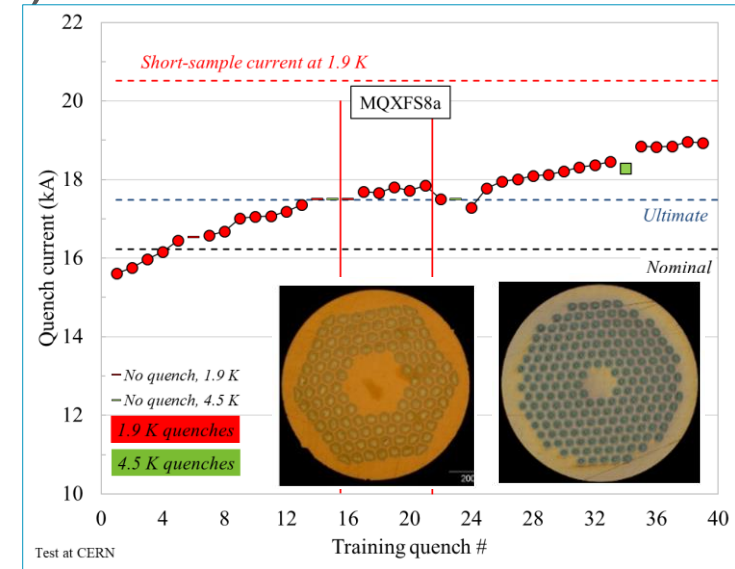 22
20
18
16
14
12
10
Quench current (kA)
Short-sample current at 1.9 K
MQXFS8a
Ultimate
Nominal
No quench, 1.9 K
No quench, 4.5 K
1.9 K quenches
4.5 K quenches
0 4 8 12 16 20 24 28 32 36 40
Training quench #
Test at CERN